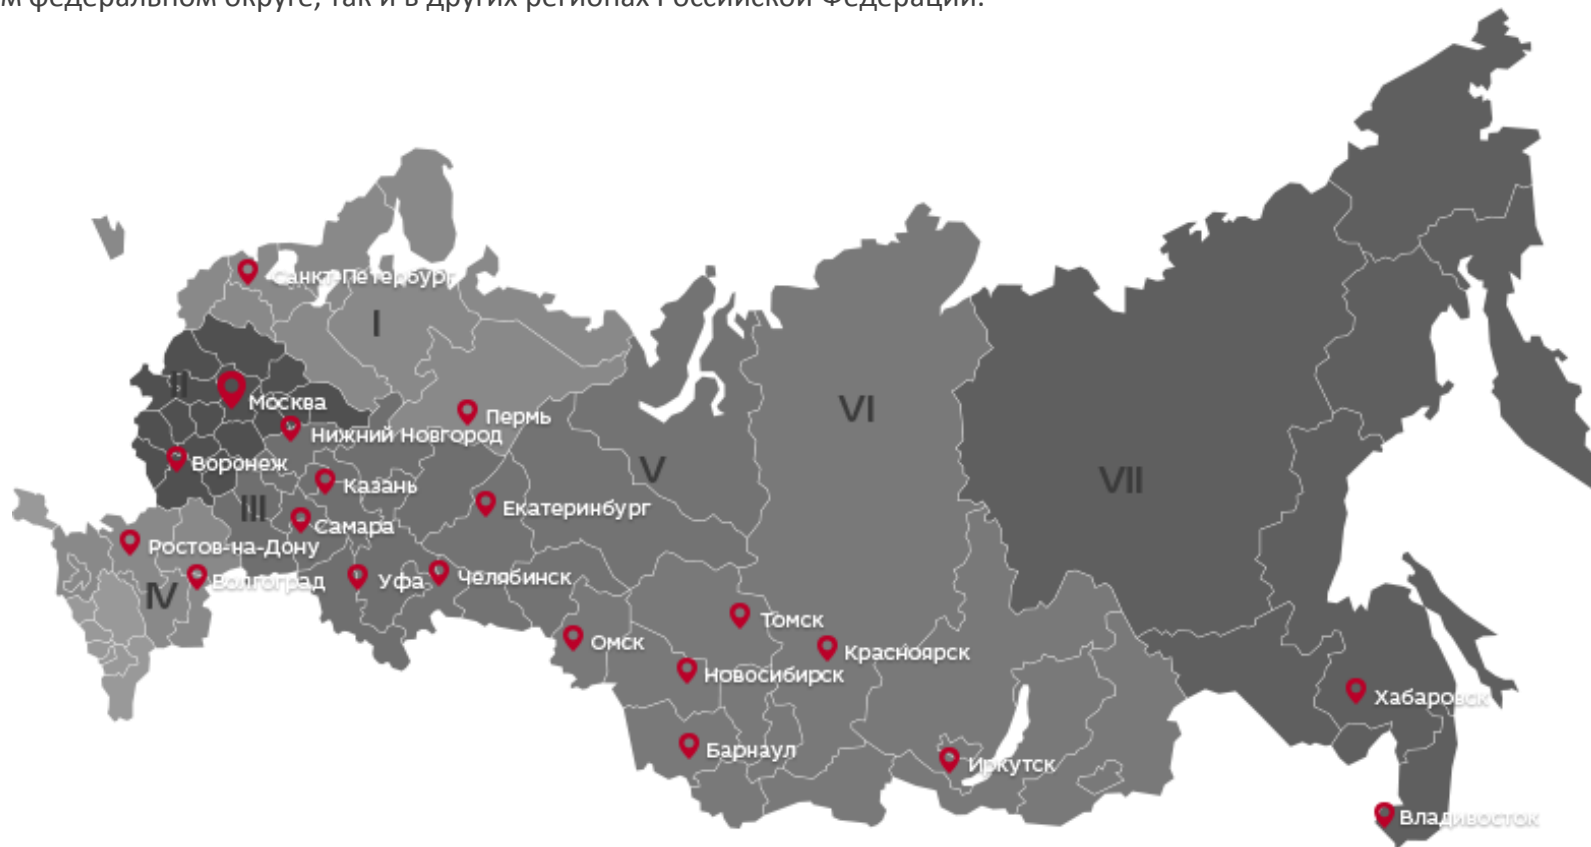 м федеральном округе, так и в других регионах Российской Федерации.
Санкт-Петербург
I
II
Москва
Пермь
VI
Нижний Новгород
Воронеж
V
Казань
VII
III
Екатеринбург
Самара
Ростов-на-Дону
Волгоград
Уфа
Челябинск
IV
Томск
Омск
Красноярск
Новосибирск
Хабаровск
Барнаул
Иркутск
Владивосток